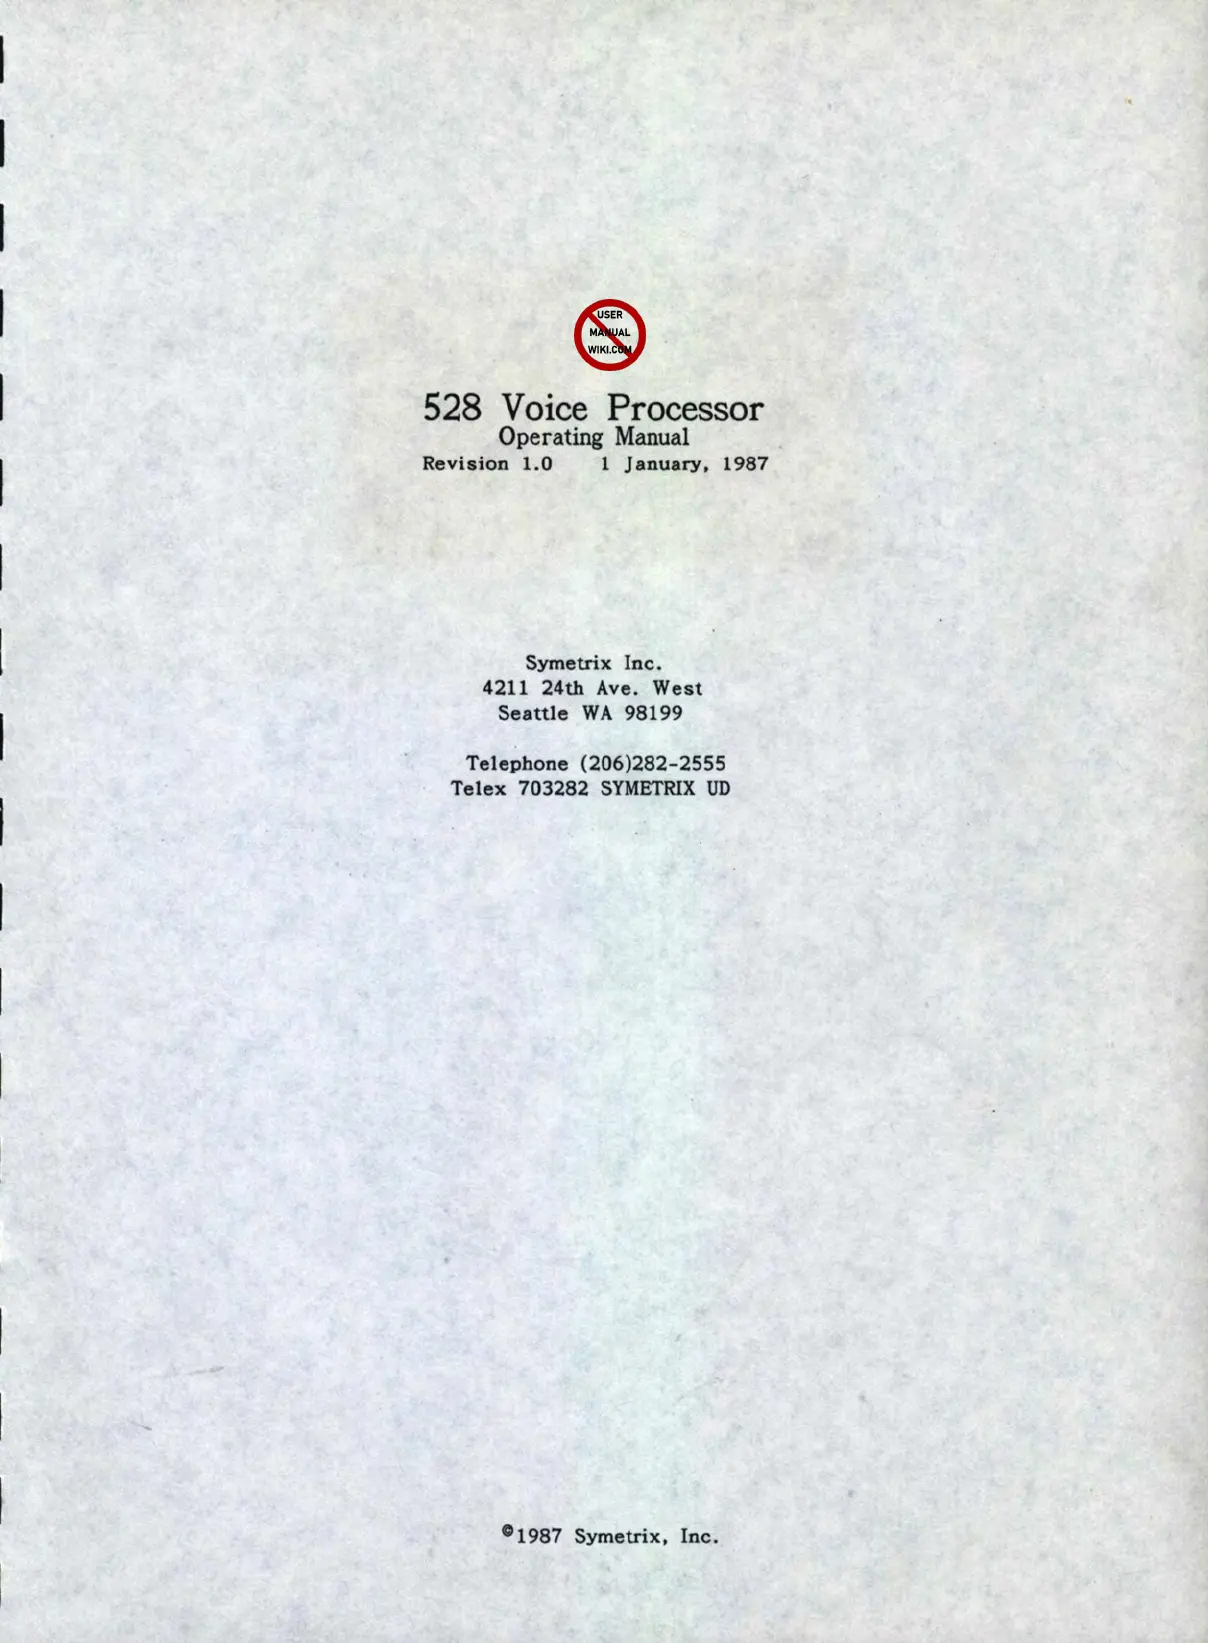 USER
MANUAL
WIKI.COM
528 Voice Processor
Operating Manual
Revision 1.0 1 January, 1987
Symetrix Inc.
4211 24th Ave. West
Seattle WA 98199
Telephone (206)282-2555
Telex 703282 SYMETRIX UD
©1987 Symetrix, Inc.